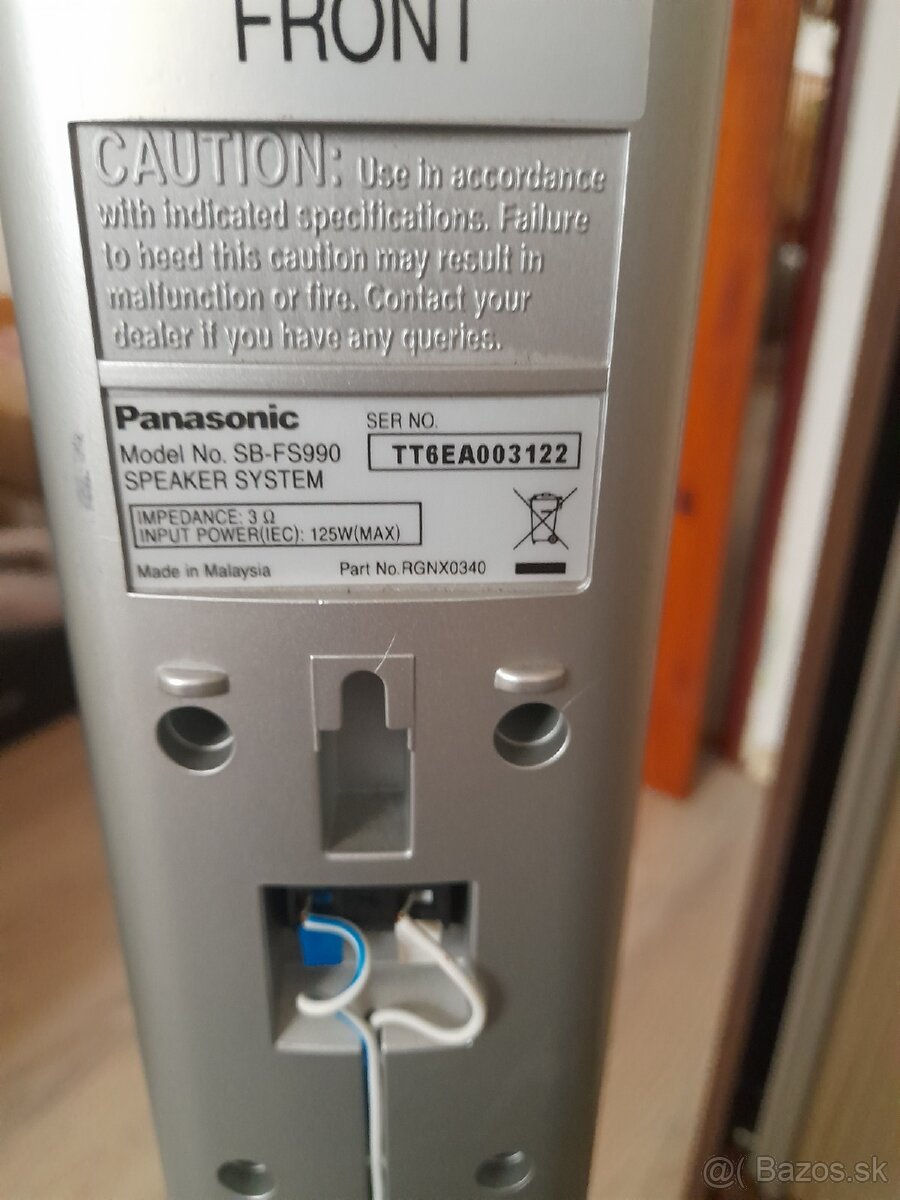 FRONT
CAUTION: Use in accordance
with indicated specifications. Failure
to heed this caution may result in
malfunction or fire. Contact your
dealer if you have any queries.
Panasonic
SER NO.
Model No. SB-FS990
TT6EA003122
SPEAKER SYSTEM
IMPEDANCE: 3 Ω
INPUT POWER(IEC): 125W(MAX)
Made in Malaysia
Part No.RGNX0340
@( Bazos.sk